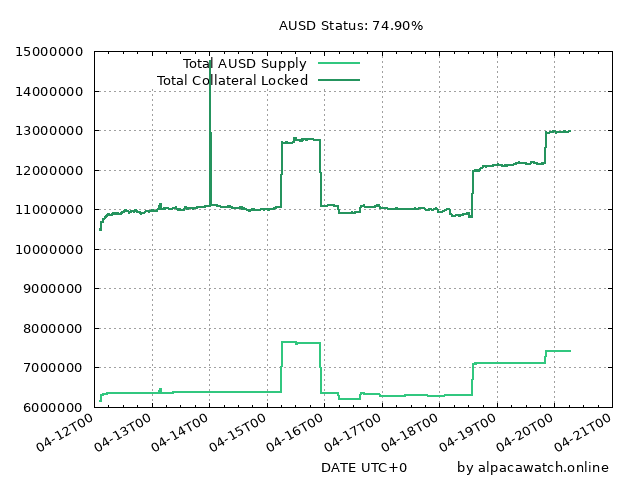 AUSD Status: 74.90%
15000000
Total AUSD Supply
Total Collateral Locked
14000000
13000000
12000000
11000000
10000000
9000000
8000000
7000000
6000000
04-12T00 04-13T00 04-14T00 04-15T00 04-16T00 04-17T00 04-18T00 04-19T00 04-20T00 04-21T00
DATE UTC+0 by alpacawatch.online